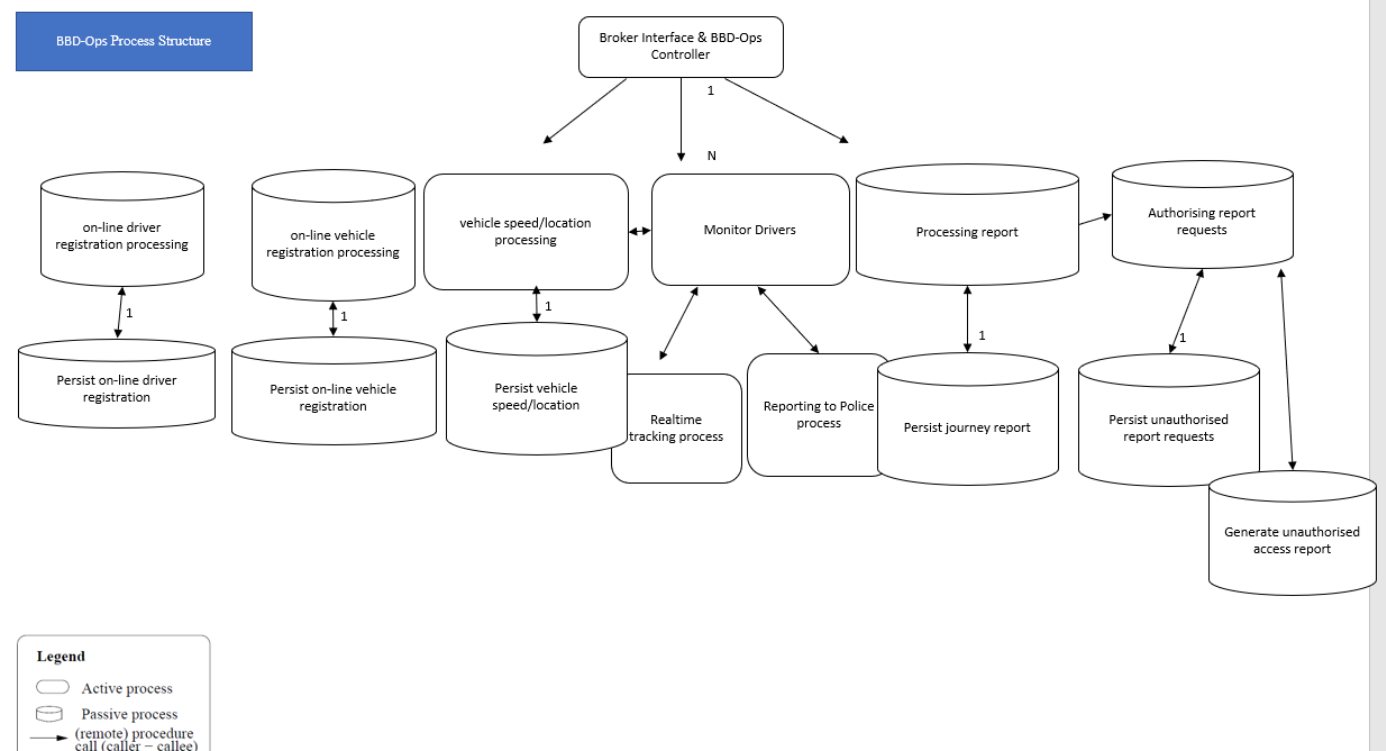 BBD-Ops Process Structure
Broker Interface & BBD-Ops
Controller
1
N
on-line driver
registration processing
on-line vehicle
registration processing
vehicle speed/location
processing
Monitor Drivers
Processing report
Authorising report
requests
1
1
1
1
1
Persist on-line driver
registration
Persist on-line vehicle
registration
Persist vehicle
speed/location
Realtime
tracking process
Reporting to Police
process
Persist journey report
Persist unauthorised
report requests
Generate unauthorised
access report
Legend
Active process
Passive process
(remote) procedure
call (caller – callee)